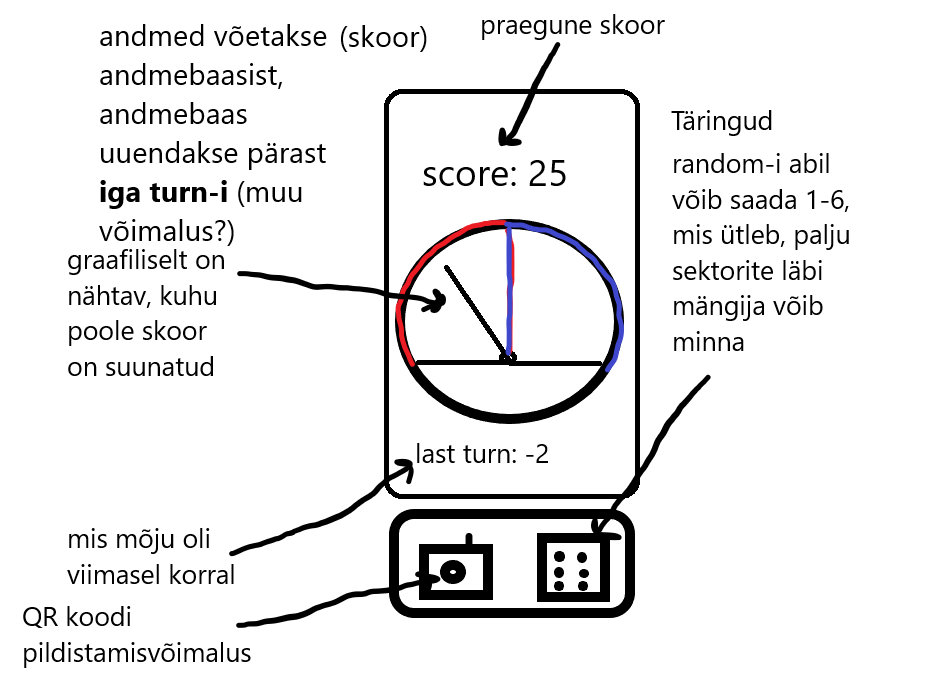 andmed võetakse (skoor)
andmebaasist,
andmebaas
uuendakse pärast
iga turn-i (muu
võimalus?)
praegune skoor
score: 25
Täringud
random-i abil
võib saada 1-6,
mis ütleb, palju
sektorite läbi
mängija võib
minna
graafiliselt on
nähtav, kuhu
poole skoor
on suunatud
last turn: -2
mis mõju oli
viimasel korral
QR koodi
pildistamisvõimalus